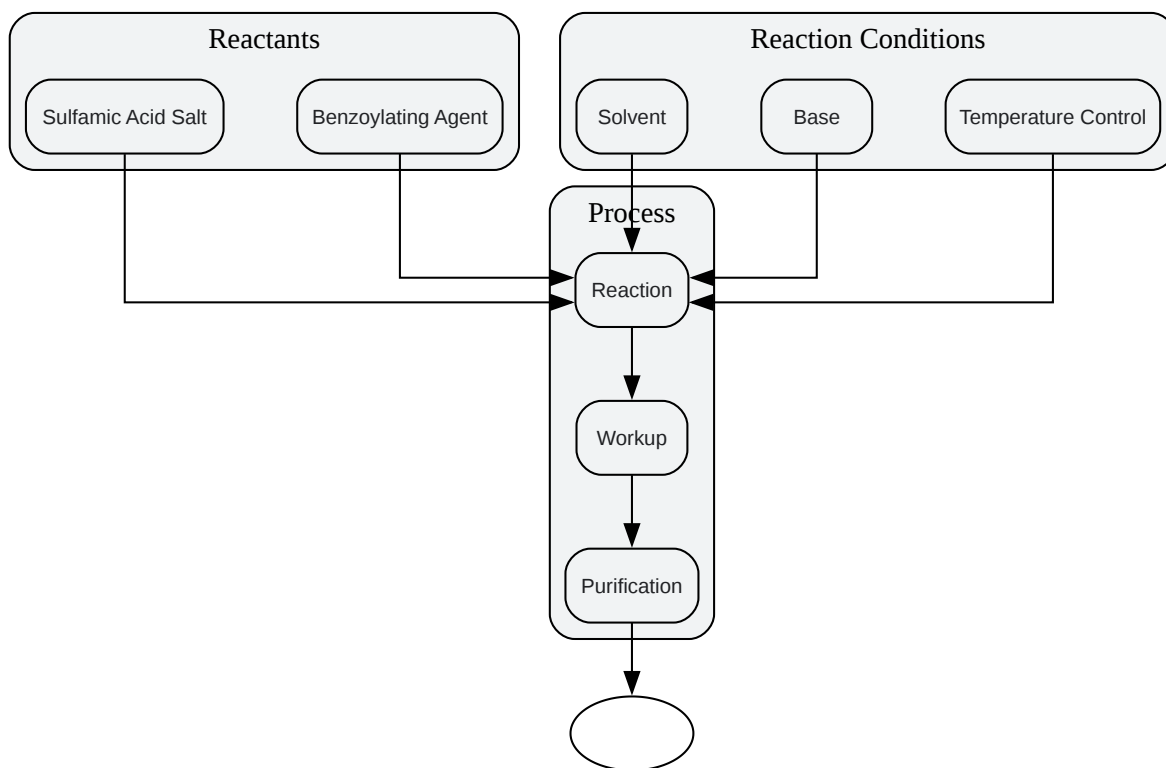 Reactants
Reaction Conditions
Sulfamic Acid Salt
Benzoylating Agent
Solvent
Base
Temperature Control
Process
Reaction
Workup
Purification